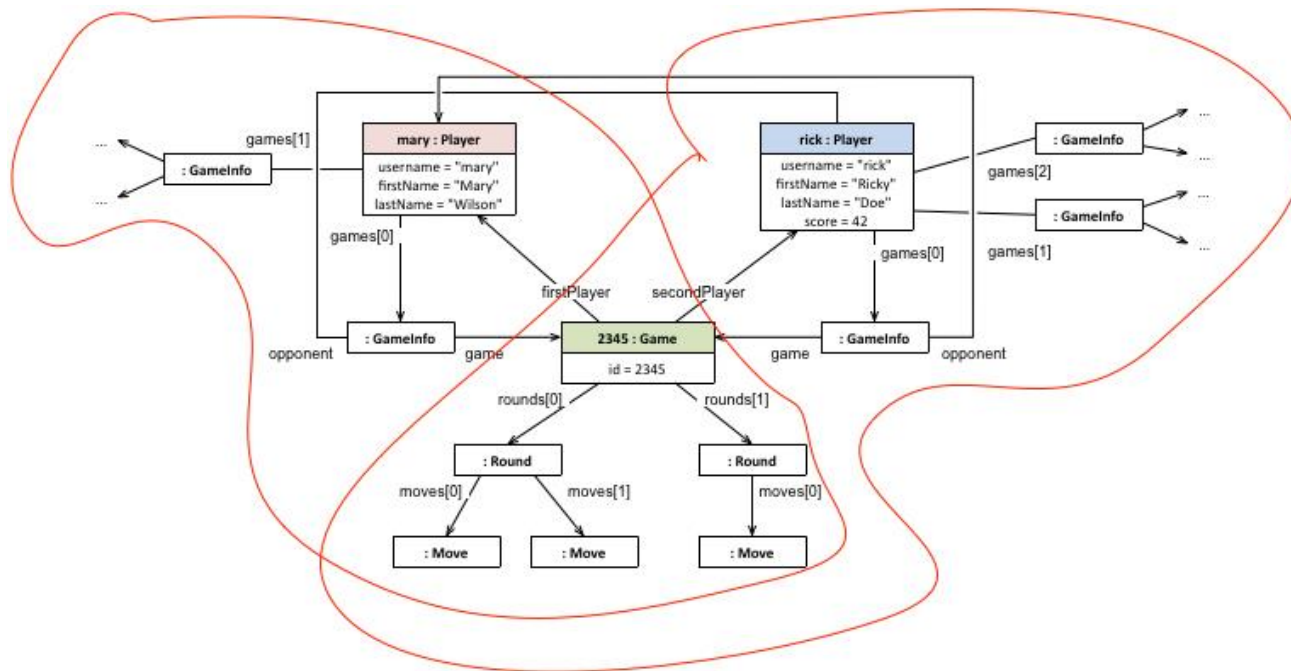 mary : Player
username = "mary"
firstName = "Mary"
lastName = "Wilson"
rick : Player
username = "rick"
firstName = "Ricky"
lastName = "Doe"
score = 42
...
...
games[1]
: GameInfo
: GameInfo
games[2]
...
...
: GameInfo
games[1]
...
...
games[0]
games[0]
firstPlayer
secondPlayer
: GameInfo
opponent
game
2345 : Game
id = 2345
game
: GameInfo
opponent
rounds[0]
rounds[1]
: Round
: Round
moves[0]
moves[1]
moves[0]
: Move
: Move
: Move